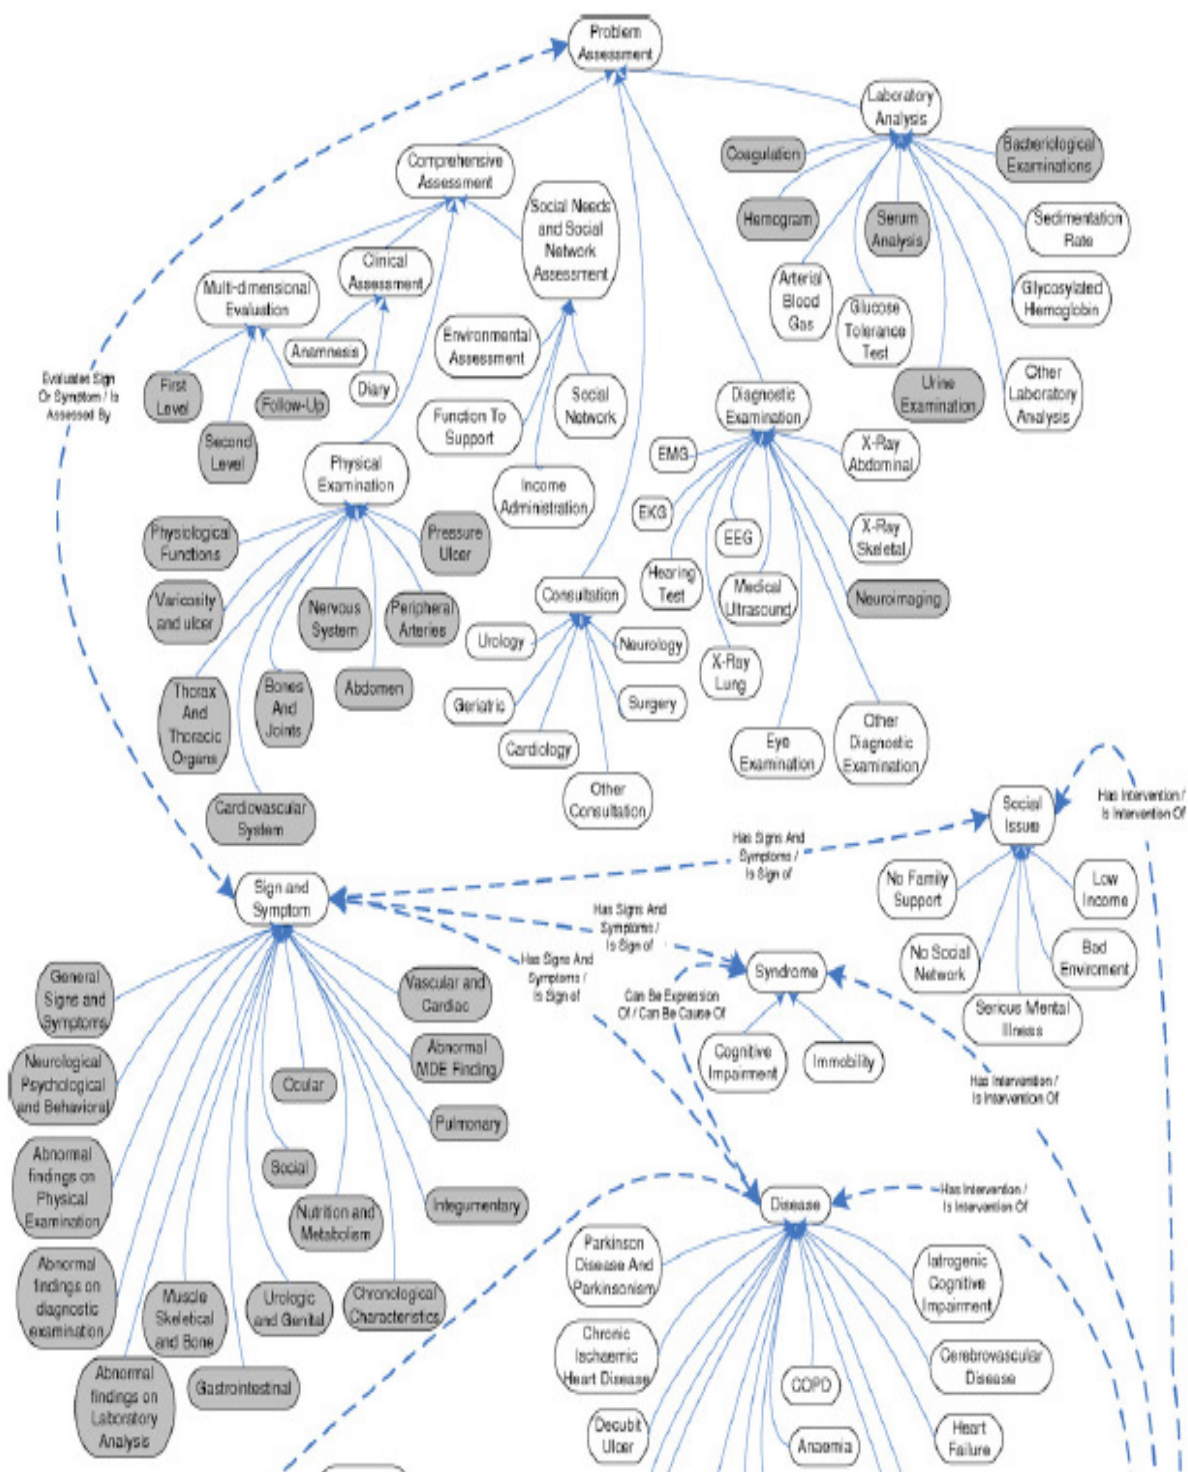 Problem
Assessment
Laboratory
Analysis
Coagulation
Bacteriological
Examinations
Comprehensive
Assessment
Hemogram
Serum
Analysis
Sedimentation
Rate
Social Needs
and Social
Network
Assessment
Clinical
Assessment
Multi-dimensional
Evaluation
Arterial
Blood
Gas
Glucose
Tolerance
Test
Glycosylated
Hemoglobin
Anamnesis
Environmental
Assessment
Diary
Evaluates Sign
Or Symptom / Is
Assessed By
First
Level
Follow-Up
Second
Level
Social
Network
Function To
Support
Diagnostic
Examination
Urine
Examination
Other
Laboratory
Analysis
Physical
Examination
Income
Administration
EMG
X-Ray
Abdominal
EKG
EEG
X-Ray
Skeletal
Physiological
Functions
Pressure
Ulcer
Hearing
Test
Medical
Ultrasound
Neuroimaging
Varicosity
and ulcer
Nervous
System
Peripheral
Arteries
Consultation
Urology
Neurology
X-Ray
Lung
Thorax
And
Thoracic
Organs
Bones
And
Joints
Abdomen
Geriatric
Surgery
Cardiology
Eye
Examination
Other
Diagnostic
Examination
Cardiovascular
System
Other
Consultation
Social
Issue
Has Intervention /
Is Intervention Of
Has Signs And
Symptoms /
Is Sign of
Sign and
Symptom
No Family
Support
Low
Income
Has Signs And
Symptoms /
Is Sign of
Has Signs And
Symptoms /
Is Sign of
No Social
Network
Bad
Enviroment
Syndrome
Serious Mental
Illness
Can Be Expression
Of / Can Be Cause Of
General
Signs and
Symptoms
Vascular and
Cardiac
Cognitive
Impairment
Immobility
Has Intervention /
Is Intervention Of
Neurological
Psychological
and Behavioral
Ocular
Abnormal
MDE Finding
Pulmonary
Abnormal
findings on
Physical
Examination
Social
Nutrition and
Metabolism
Integumentary
Disease
Has Intervention /
Is Intervention Of
Parkinson
Disease And
Parkinsonism
Iatrogenic
Cognitive
Impairment
Abnormal
findings on
diagnostic
examination
Muscle
Skeletical
and Bone
Urologic
and Genital
Chronological
Characteristics
Chronic
Ischaemic
Heart Disease
Cerebrovascular
Disease
Abnormal
findings on
Laboratory
Analysis
Gastrointestinal
COPD
Decubit
Ulcer
Anaemia
Heart
Failure